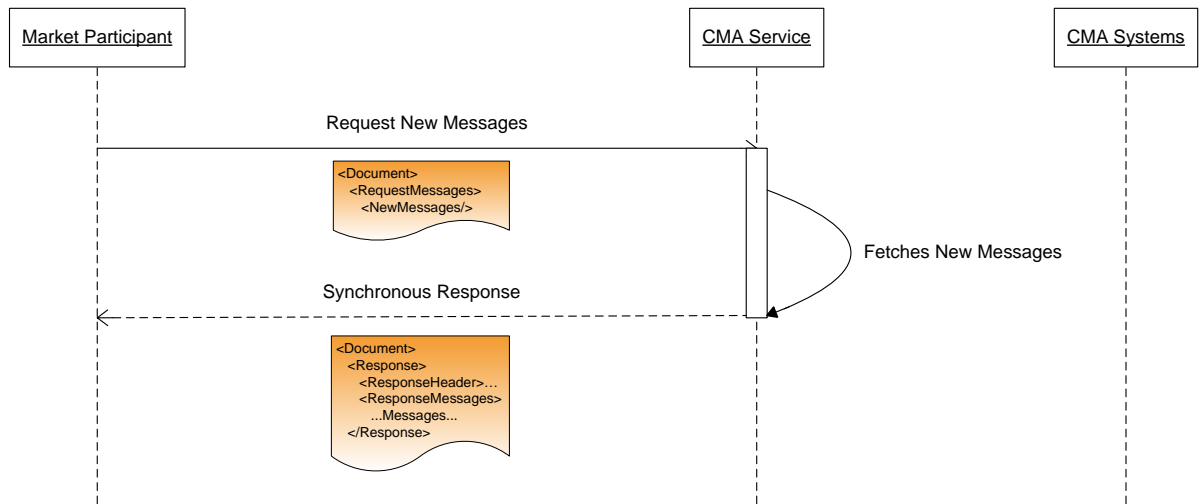 Market Participant
CMA Service
CMA Systems
Request New Messages
<Document>
<RequestMessages>
<NewMessages/>
Fetches New Messages
Synchronous Response
<Document>
<Response>
<ResponseHeader>…
<ResponseMessages>
...Messages...
</Response>